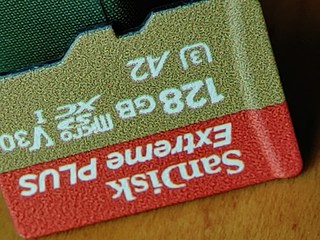 SanDisk
Extreme PLUS
128GB microSD XC I V30
U3 A2